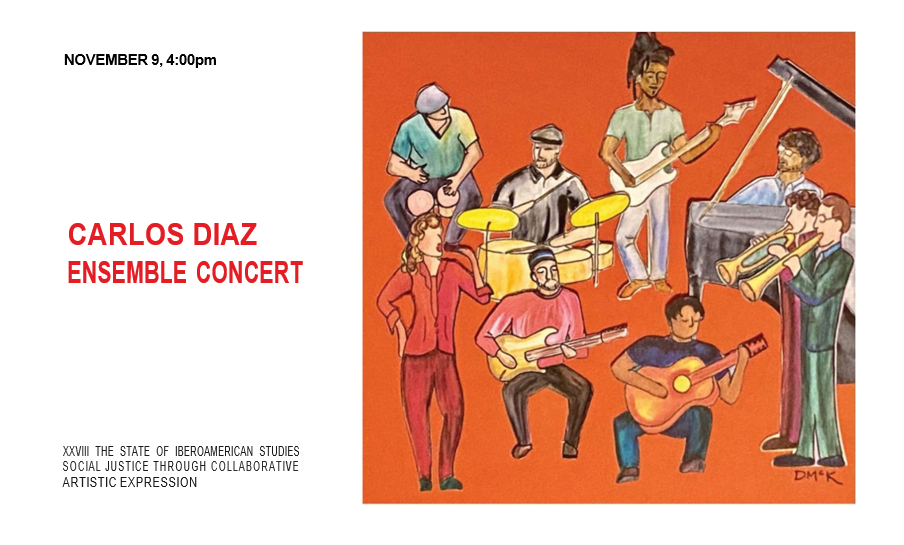 NOVEMBER 9, 4:00pm
CARLOS DIAZ
ENSEMBLE CONCERT
XXVIII THE STATE OF IBEROAMERICAN STUDIES
SOCIAL JUSTICE THROUGH COLLABORATIVE
ARTISTIC EXPRESSION
DMcK